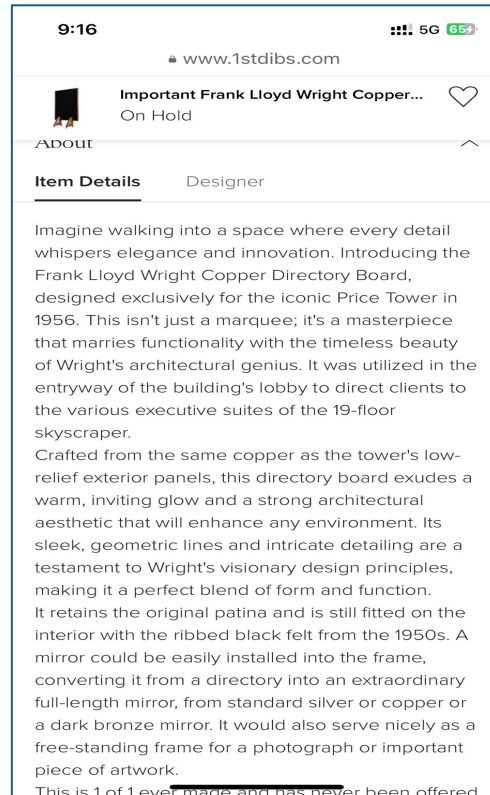 9:16
5G 65
www.1stdibs.com
Important Frank Lloyd Wright Copper...
On Hold
About
Item Details
Designer
Imagine walking into a space where every detail
whispers elegance and innovation. Introducing the
Frank Lloyd Wright Copper Directory Board,
designed exclusively for the iconic Price Tower in
1956. This isn't just a marquee; it's a masterpiece
that marries functionality with the timeless beauty
of Wright's architectural genius. It was utilized in the
entryway of the building's lobby to direct clients to
the various executive suites of the 19-floor
skyscraper.
Crafted from the same copper as the tower's low-
relief exterior panels, this directory board exudes a
warm, inviting glow and a strong architectural
aesthetic that will enhance any environment. Its
sleek, geometric lines and intricate detailing are a
testament to Wright's visionary design principles,
making it a perfect blend of form and function.
It retains the original patina and is still fitted on the
interior with the ribbed black felt from the 1950s. A
mirror could be easily installed into the frame,
converting it from a directory into an extraordinary
full-length mirror, from standard silver or copper or
a dark bronze mirror. It would also serve nicely as a
free-standing frame for a photograph or important
piece of artwork.
This is 1 of 1 ever made and has never been offered